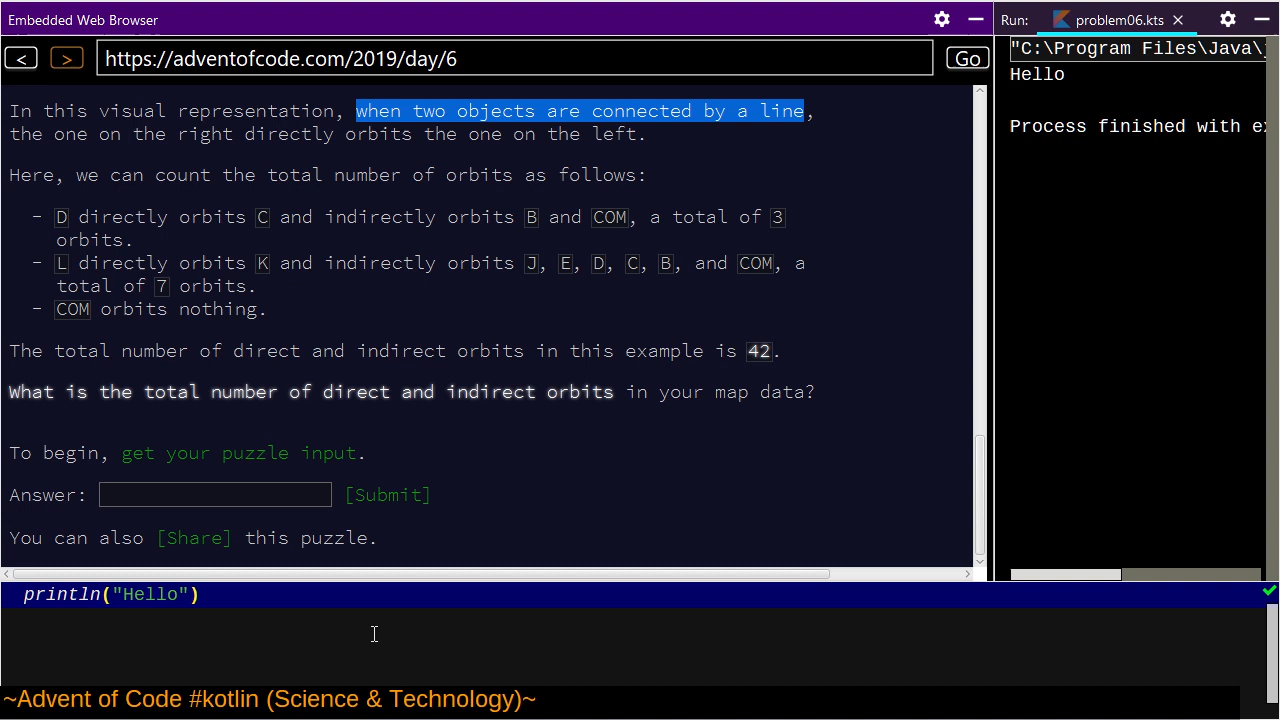 Embedded Web Browser
Run: problem06.kts
< > https://adventofcode.com/2019/day/6 Go
In this visual representation, when two objects are connected by a line,
the one on the right directly orbits the one on the left.
Here, we can count the total number of orbits as follows:
- D directly orbits C and indirectly orbits B and COM, a total of 3
orbits.
- L directly orbits K and indirectly orbits J, E, D, C, B, and COM, a
total of 7 orbits.
- COM orbits nothing.
The total number of direct and indirect orbits in this example is 42.
What is the total number of direct and indirect orbits in your map data?
To begin, get your puzzle input.
Answer: [Submit]
You can also [Share] this puzzle.
"C:\Program Files\Java\
Hello
Process finished with
println("Hello")
~Advent of Code #kotlin (Science & Technology)~